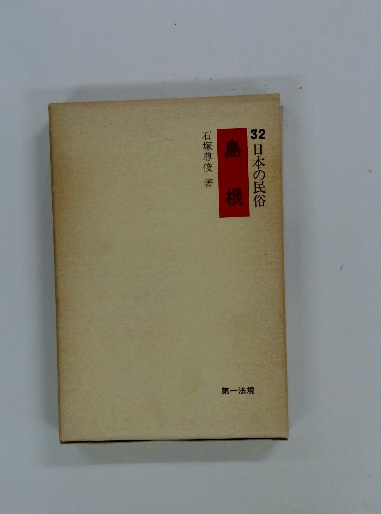 32 日本の民俗
島根
石塚尊俊 著
第一法規